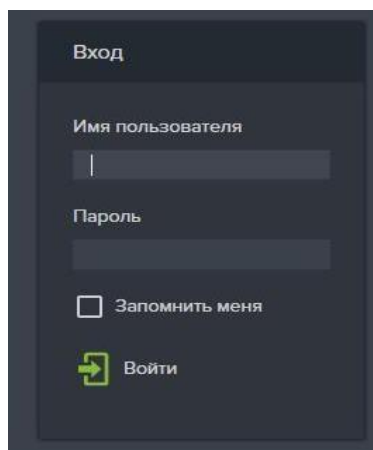 Вход
Имя пользователя
Пароль
Запомнить меня
Войти